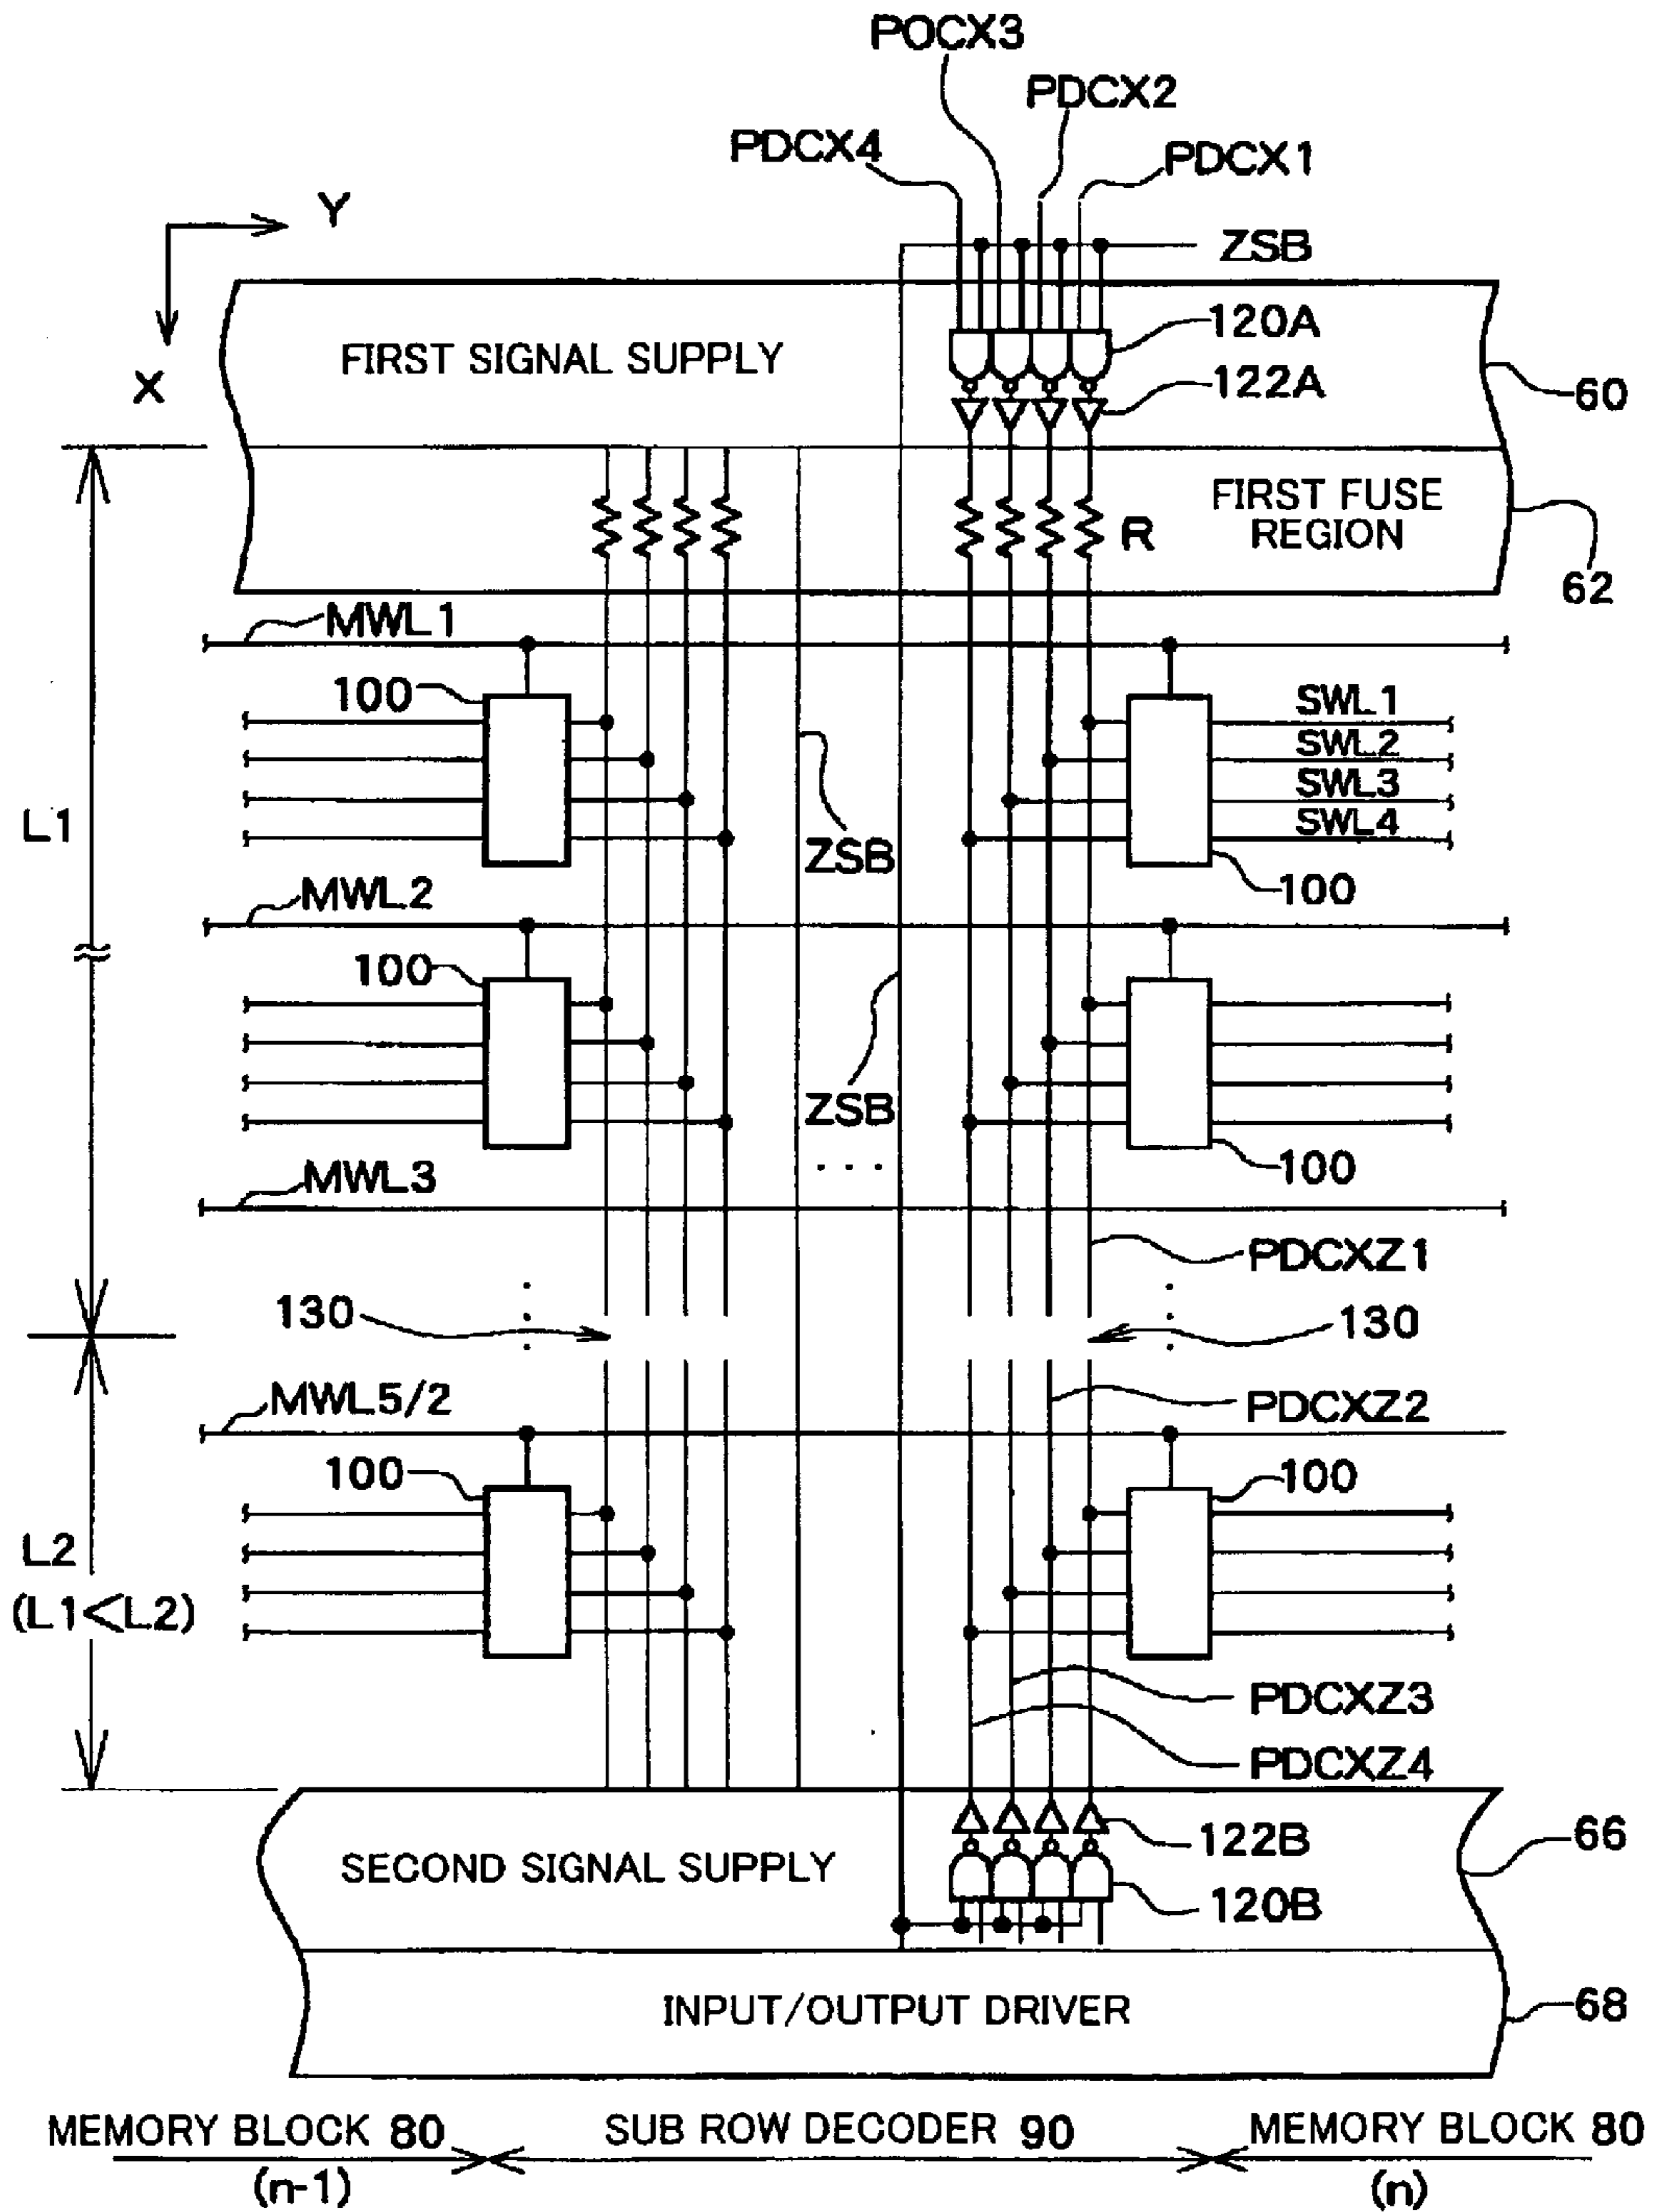 POCX3
PDCX2
PDCX4
PDCX1
Y
ZSB
X
FIRST SIGNAL SUPPLY
120A
122A
60
FIRST FUSE
REGION
R
62
MWL1
100
SWL1
SWL2
SWL3
SWL4
L1
ZSB
100
MWL2
100
ZSB
100
MWL3
PDCXZ1
130
130
MWL5/2
PDCXZ2
100
100
L2
(L1<L2)
PDCXZ3
PDCXZ4
122B
66
SECOND SIGNAL SUPPLY
120B
INPUT/OUTPUT DRIVER
68
MEMORY BLOCK 80
SUB ROW DECODER 90
MEMORY BLOCK 80
(n-1)
(n)